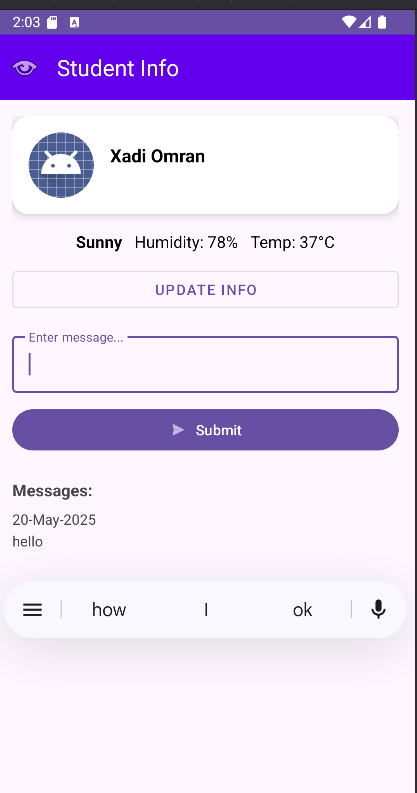 2:03
Student Info
Xadi Omran
Sunny Humidity: 78% Temp: 37°C
UPDATE INFO
Enter message...
Submit
Messages:
20-May-2025
hello
how I ok